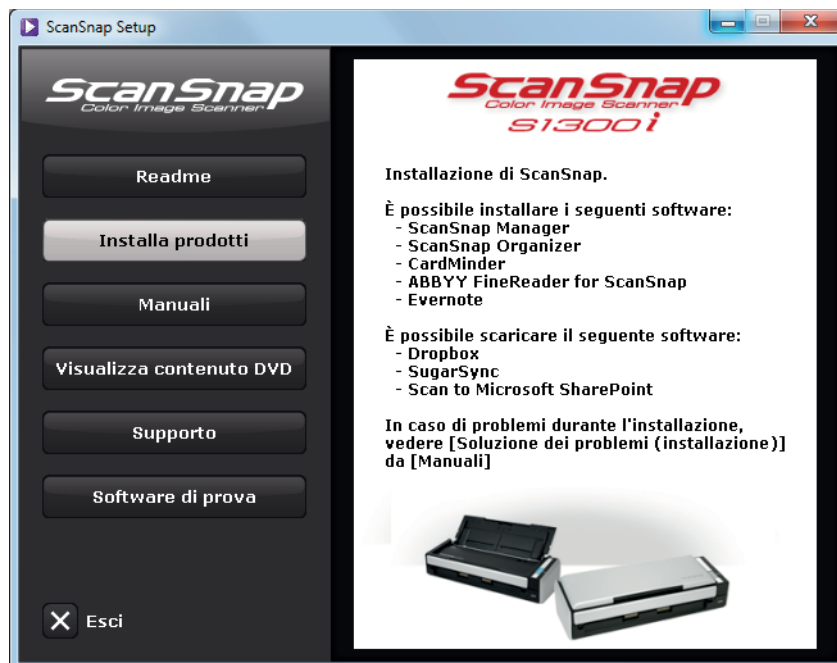 ScanSnap Setup
ScanSnap
Color Image Scanner
Readme
Installa prodotti
Manuali
Visualizza contenuto DVD
Supporto
Software di prova
Esci
ScanSnap
Color Image Scanner
S1300i
Installazione di ScanSnap.
È possibile installare i seguenti software:
- ScanSnap Manager
- ScanSnap Organizer
- CardMinder
- ABBYY FineReader for ScanSnap
- Evernote
È possibile scaricare il seguente software:
- Dropbox
- SugarSync
- Scan to Microsoft SharePoint
In caso di problemi durante l'installazione,
vedere [Soluzione dei problemi (installazione)]
da [Manuali]